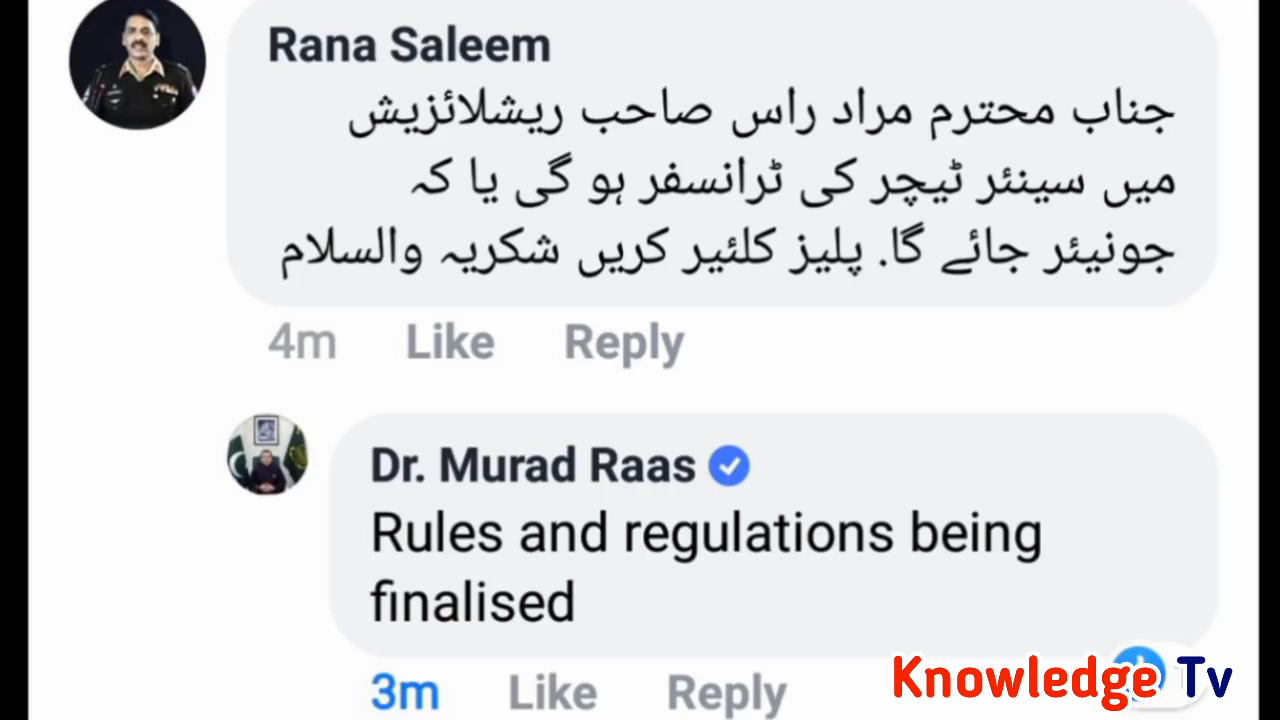 Rana Saleem
جناب محترم مراد راس صاحب ریشلائزیش
میں سینئر ٹیچر کی ٹرانسفر ہو گی یا کہ
جونیئر جائے گا. پلیز کلئیر کریں شکریہ والسلام
4m Like Reply
Dr. Murad Raas
Rules and regulations being
finalised
3m Like Reply
Knowledge Tv